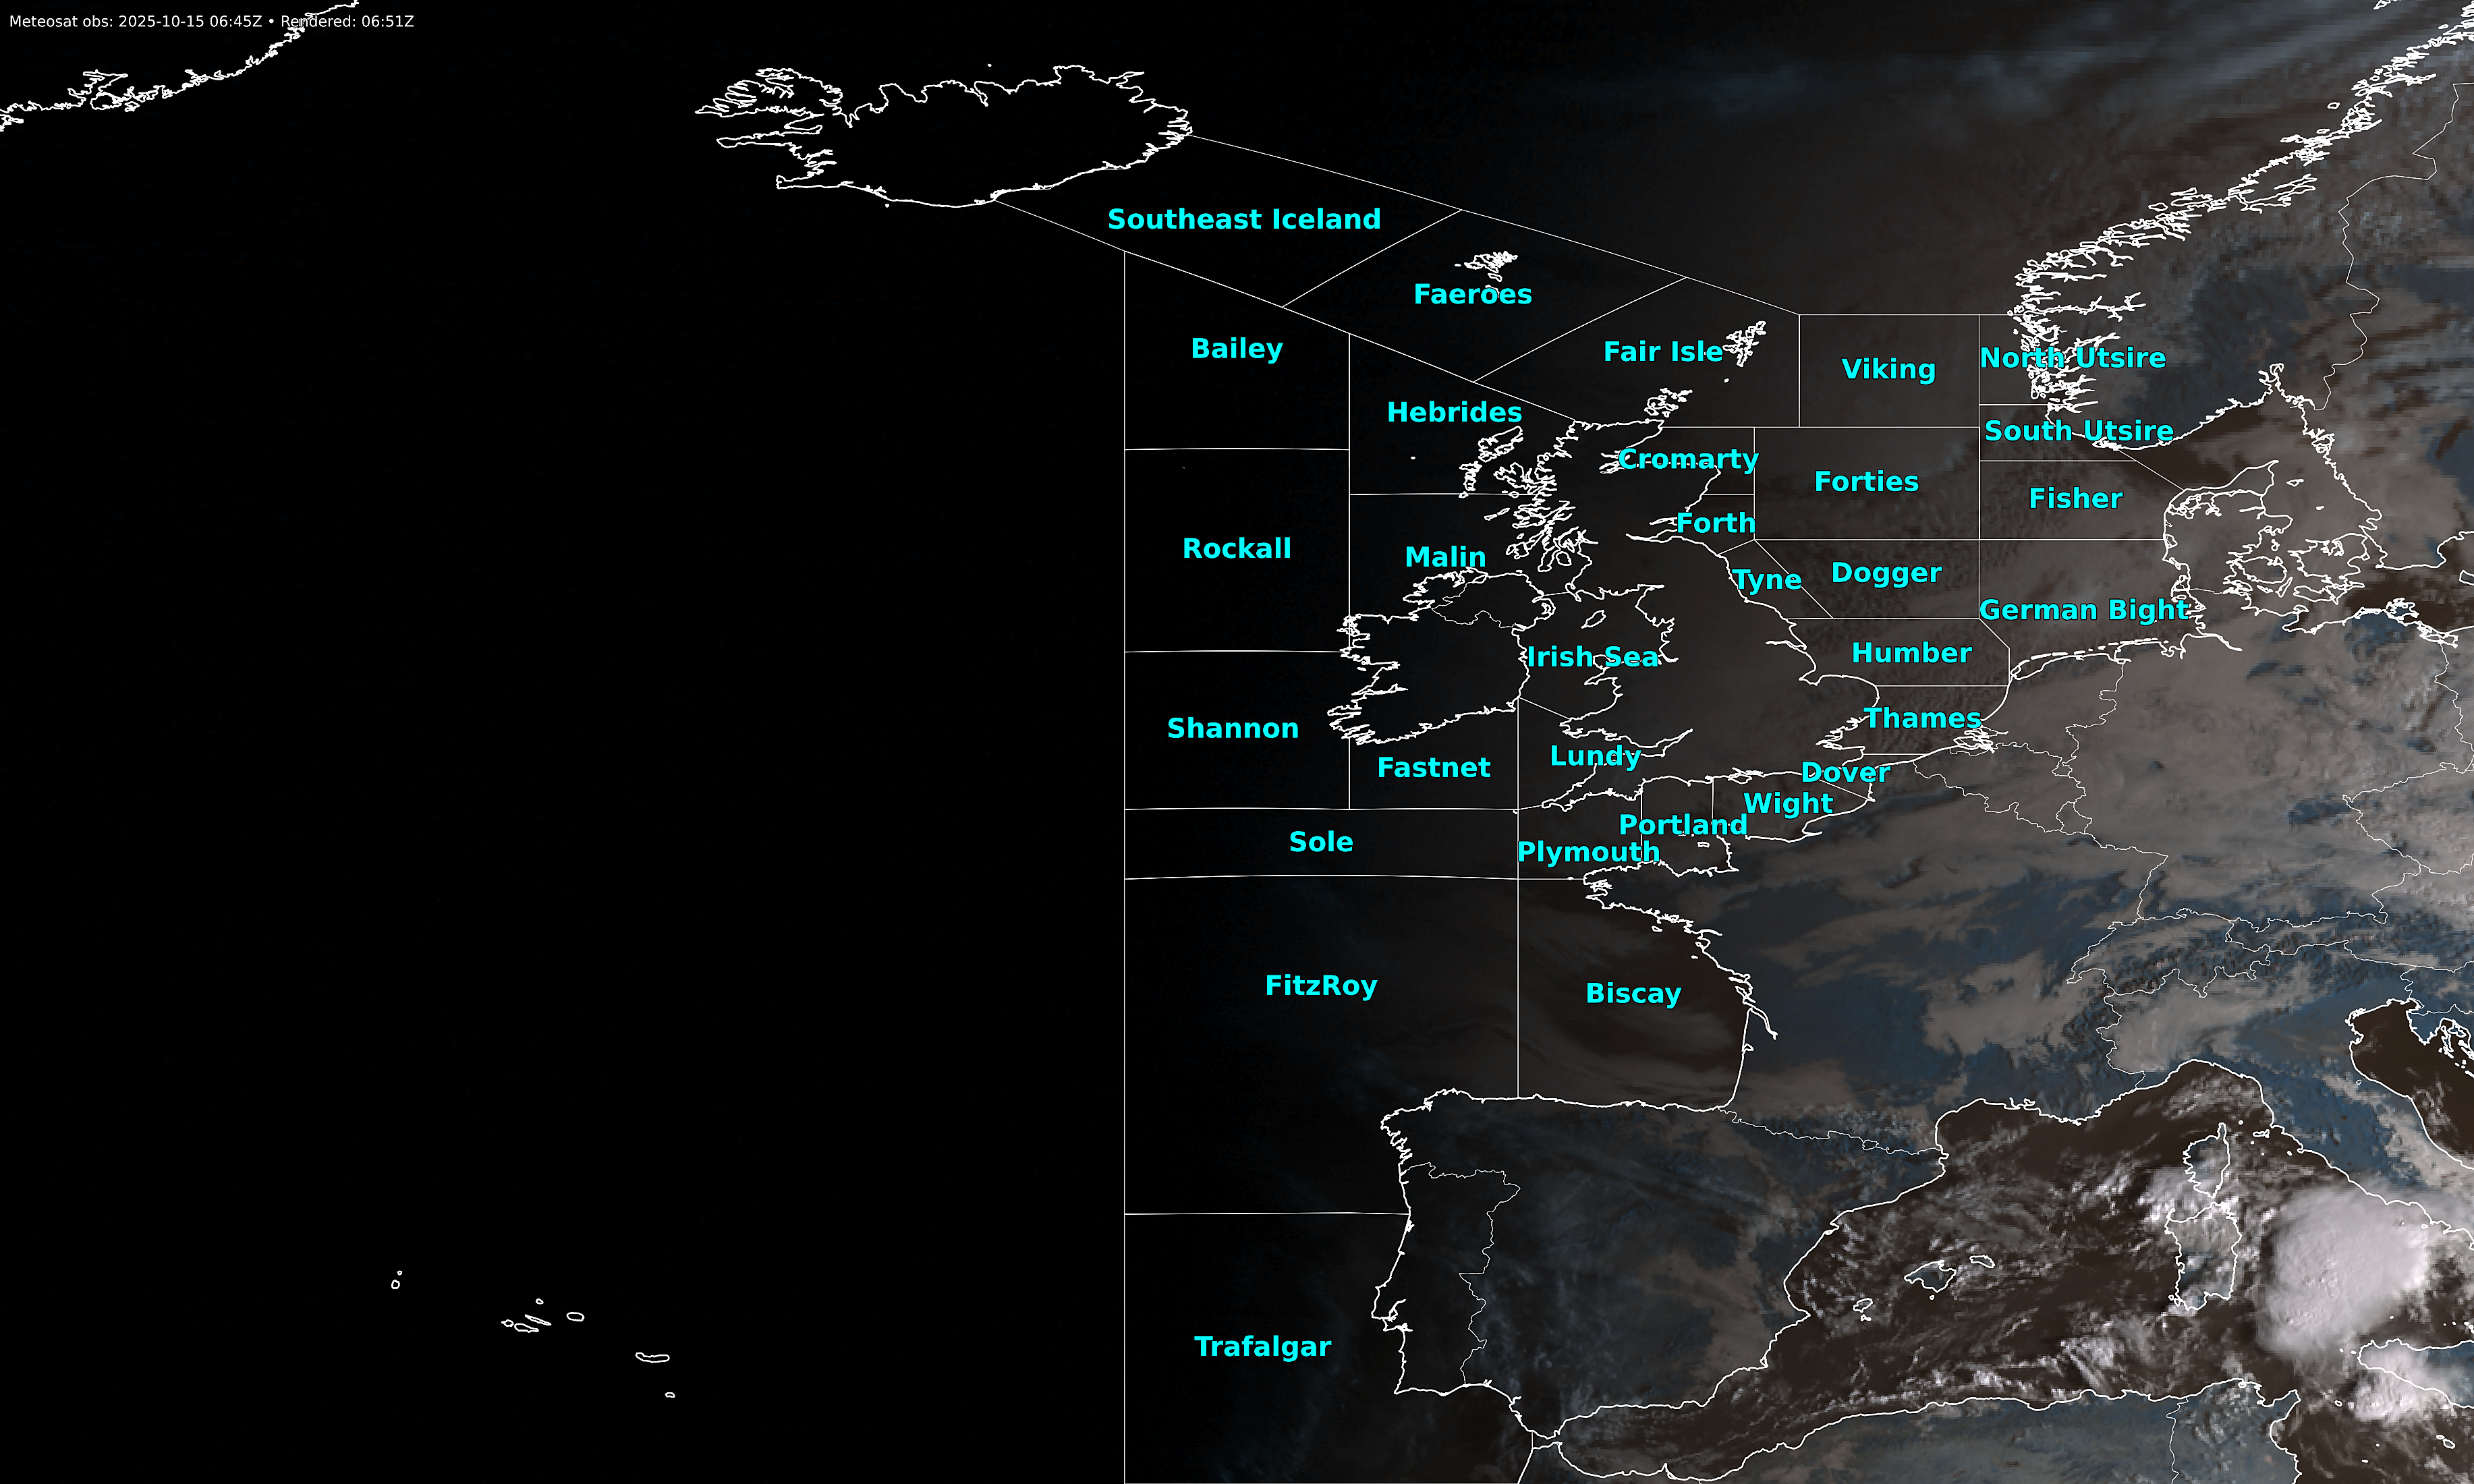 Meteosat obs: 2025-10-15 06:45Z • Rendered: 06:51Z
Southeast Iceland
Faeroes
Bailey
Fair Isle
Viking
North Utsire
Hebrides
South Utsire
Cromarty
Forties
Fisher
Rockall
Forth
Malin
Tyne
Dogger
German Bight
Irish Sea
Humber
Shannon
Thames
Fastnet
Lundy
Dover
Wight
Portland
Sole
Plymouth
FitzRoy
Biscay
Trafalgar